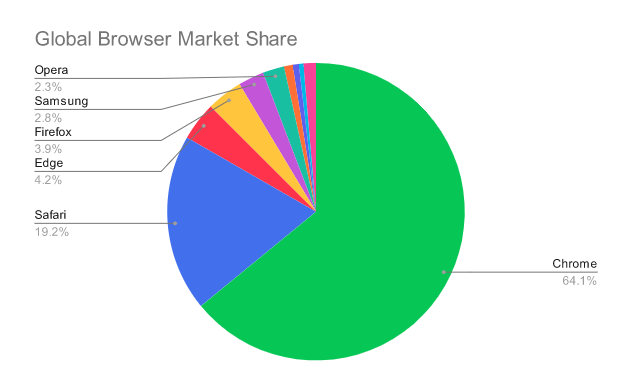 Global Browser Market Share
Opera
2.3%
Samsung
2.8%
Firefox
3.9%
Edge
4.2%
Safari
19.2%
Chrome
64.1%